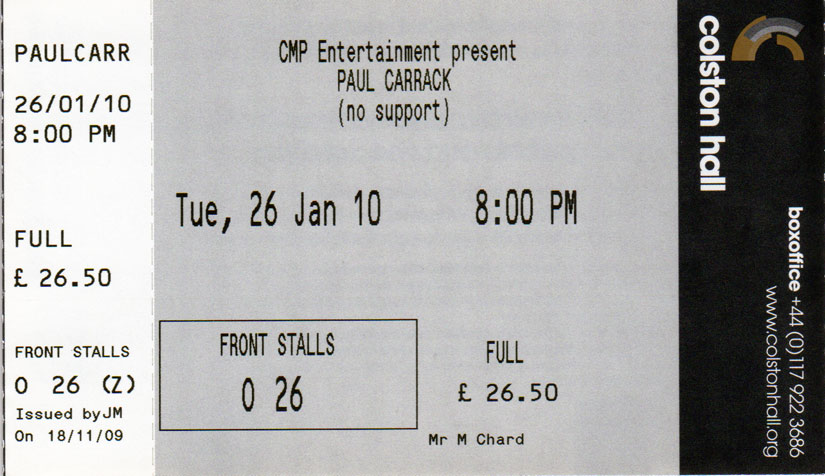 PAULCARR
26/01/10
8:00 PM
FULL
£ 26.50
FRONT STALLS
O 26 (Z)
Issued by JM
On 18/11/09
CMP Entertainment present
PAUL CARRACK
(no support)
Tue, 26 Jan 10 8:00 PM
FRONT STALLS
O 26
FULL
£ 26.50
Mr M Chard
colston hall
boxoffice +44 (0)117 922 3686
www.colstonhall.org